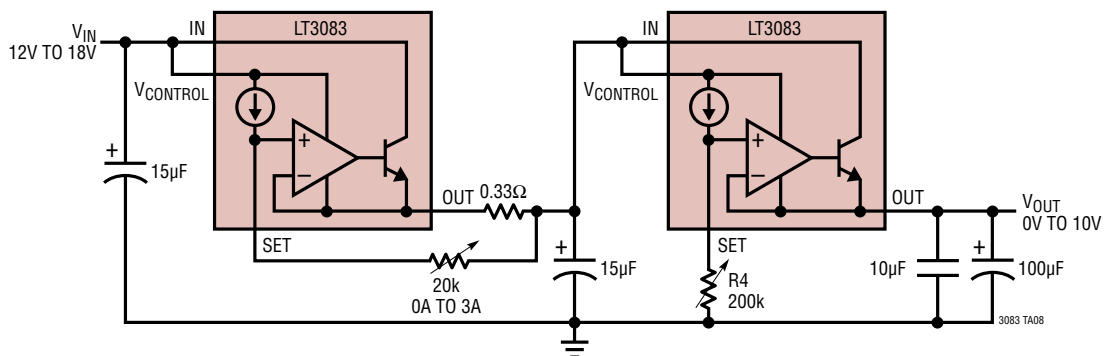 VIN
12V TO 18V
IN
LT3083
VCONTROL
+
–
+
15µF
OUT
0.33Ω
SET
20k
0A TO 3A
+
15µF
IN
LT3083
VCONTROL
+
–
OUT
SET
R4
200k
10µF
+
100µF
VOUT
0V TO 10V
3083 TA08